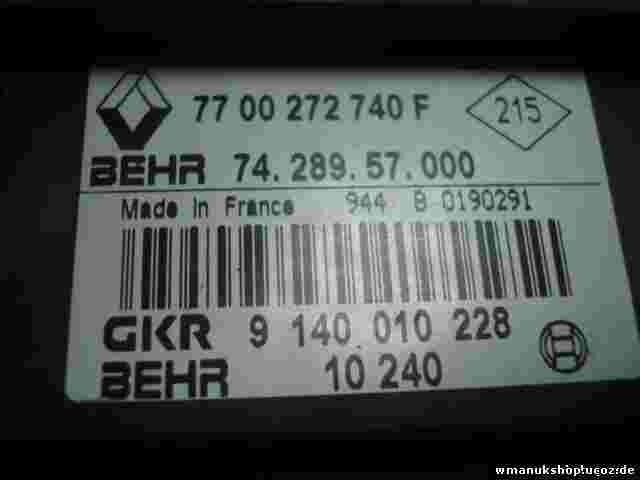 77 00 272 740 F 215
BEHR 74.289.57.000
Made in France 944 B 0190291
GKR 9 140 010 228
BEHR 10 240
wmanukshop.ucoz.de